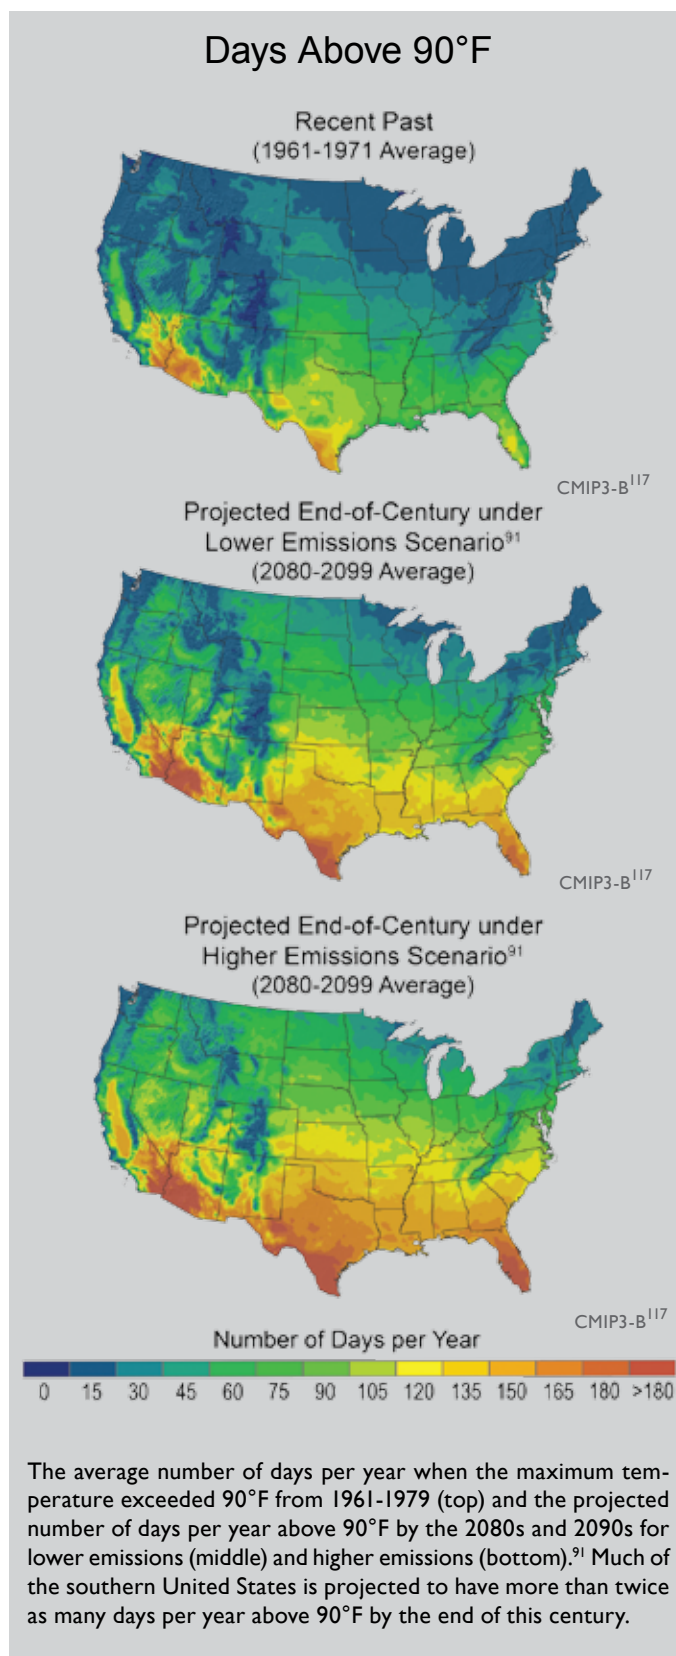 Days Above 90°F
Recent Past
(1961-1971 Average)
CMIP3-B117
Projected End-of-Century under
Lower Emissions Scenario91
(2080-2099 Average)
CMIP3-B117
Projected End-of-Century under
Higher Emissions Scenario91
(2080-2099 Average)
CMIP3-B117
Number of Days per Year
0 15 30 45 60 75 90 105 120 135 150 165 180 >180
The average number of days per year when the maximum tem-
perature exceeded 90°F from 1961-1979 (top) and the projected
number of days per year above 90°F by the 2080s and 2090s for
lower emissions (middle) and higher emissions (bottom).91 Much of
the southern United States is projected to have more than twice
as many days per year above 90°F by the end of this century.